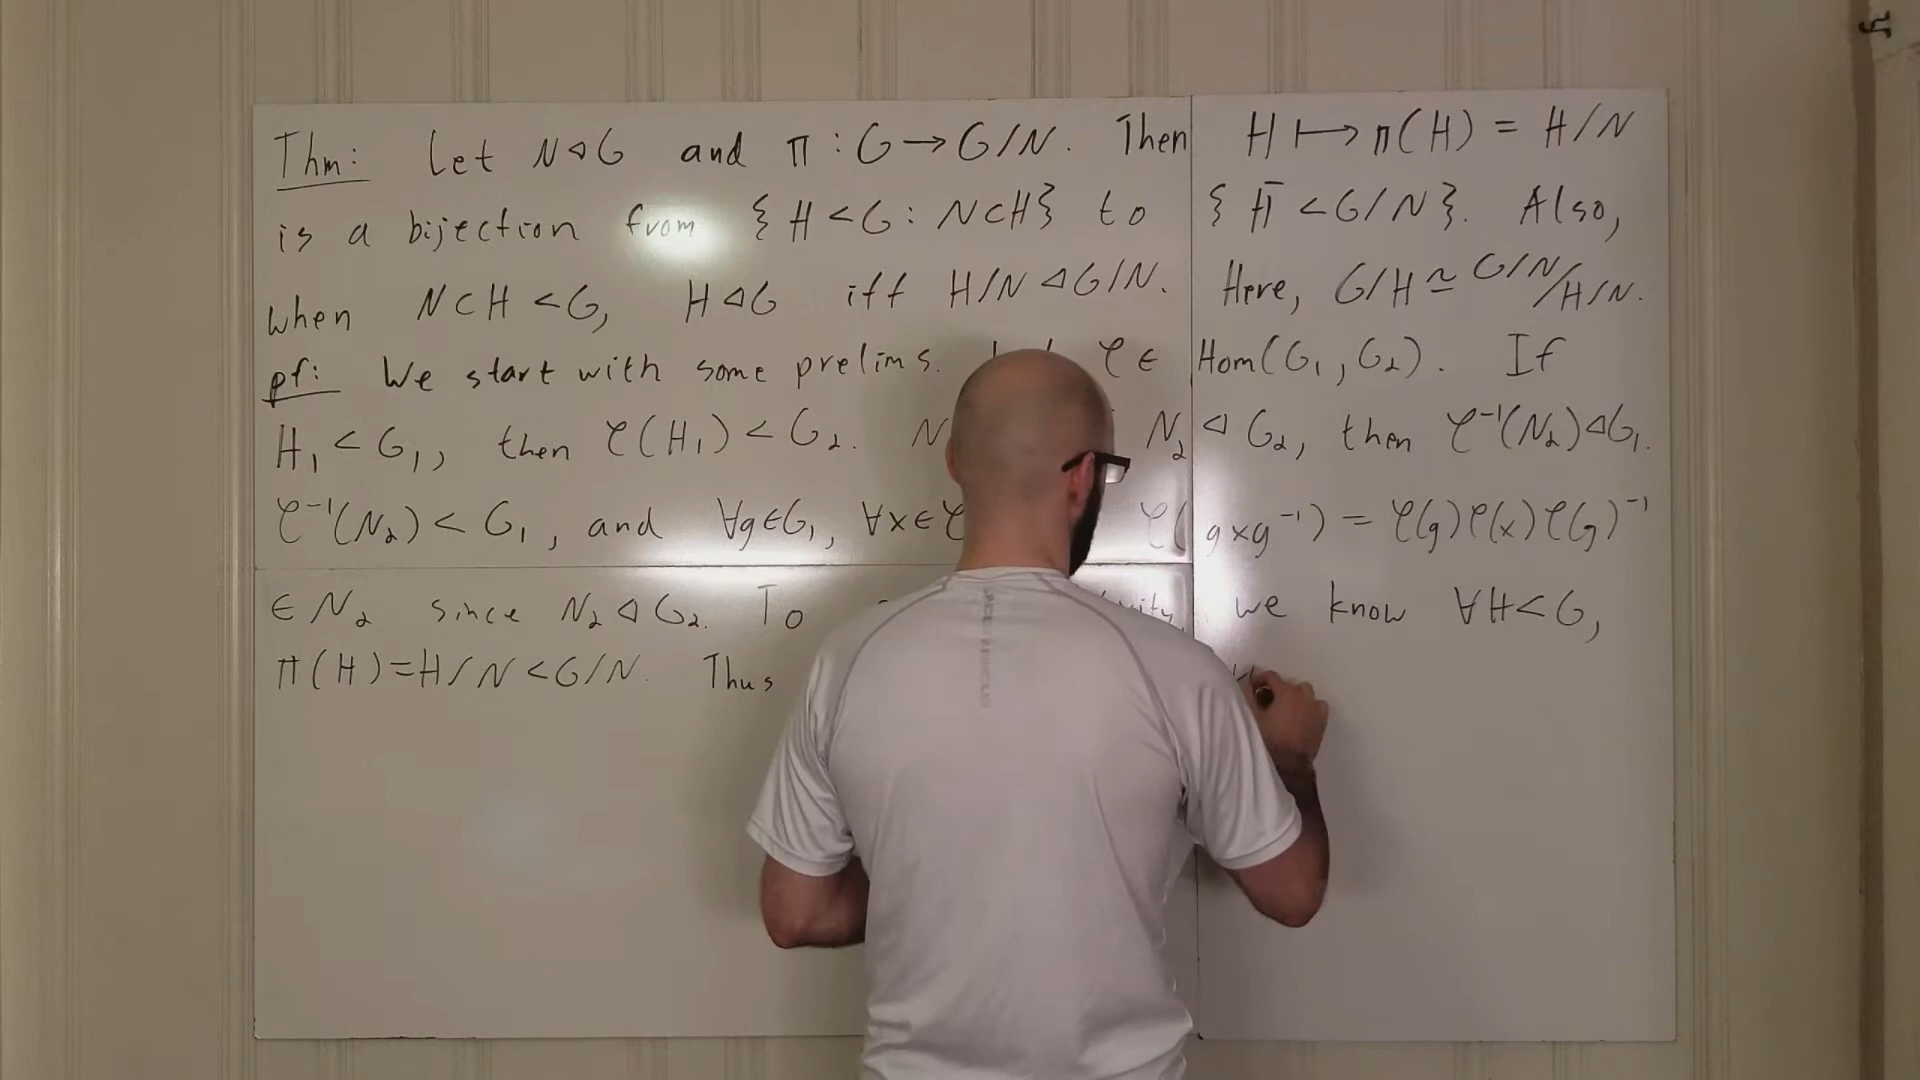 Thm: Let N⊲G and π : G → G/N. Then H ↦ π(H) = H/N
is a bijection from { H < G : N⊂H } to { H̄ < G/N }. Also,
when N⊂H < G, H⊲G iff H/N ⊲ G/N. Here, G/H ≃ G/N/H/N.
pf: We start with some prelims. φ ∈ Hom(G₁, G₂). If
H₁ < G₁, then φ(H₁) < G₂. N₂ ⊲ G₂, then φ⁻¹(N₂)⊲G₁.
φ⁻¹(N₂) < G₁, and ∀g∈G₁, ∀x∈ φ(gxg⁻¹) = φ(g)φ(x)φ(G)⁻¹
∈ N₂ since N₂ ⊲ G₂. To we know ∀H<G,
π(H)=H/N<G/N. Thus